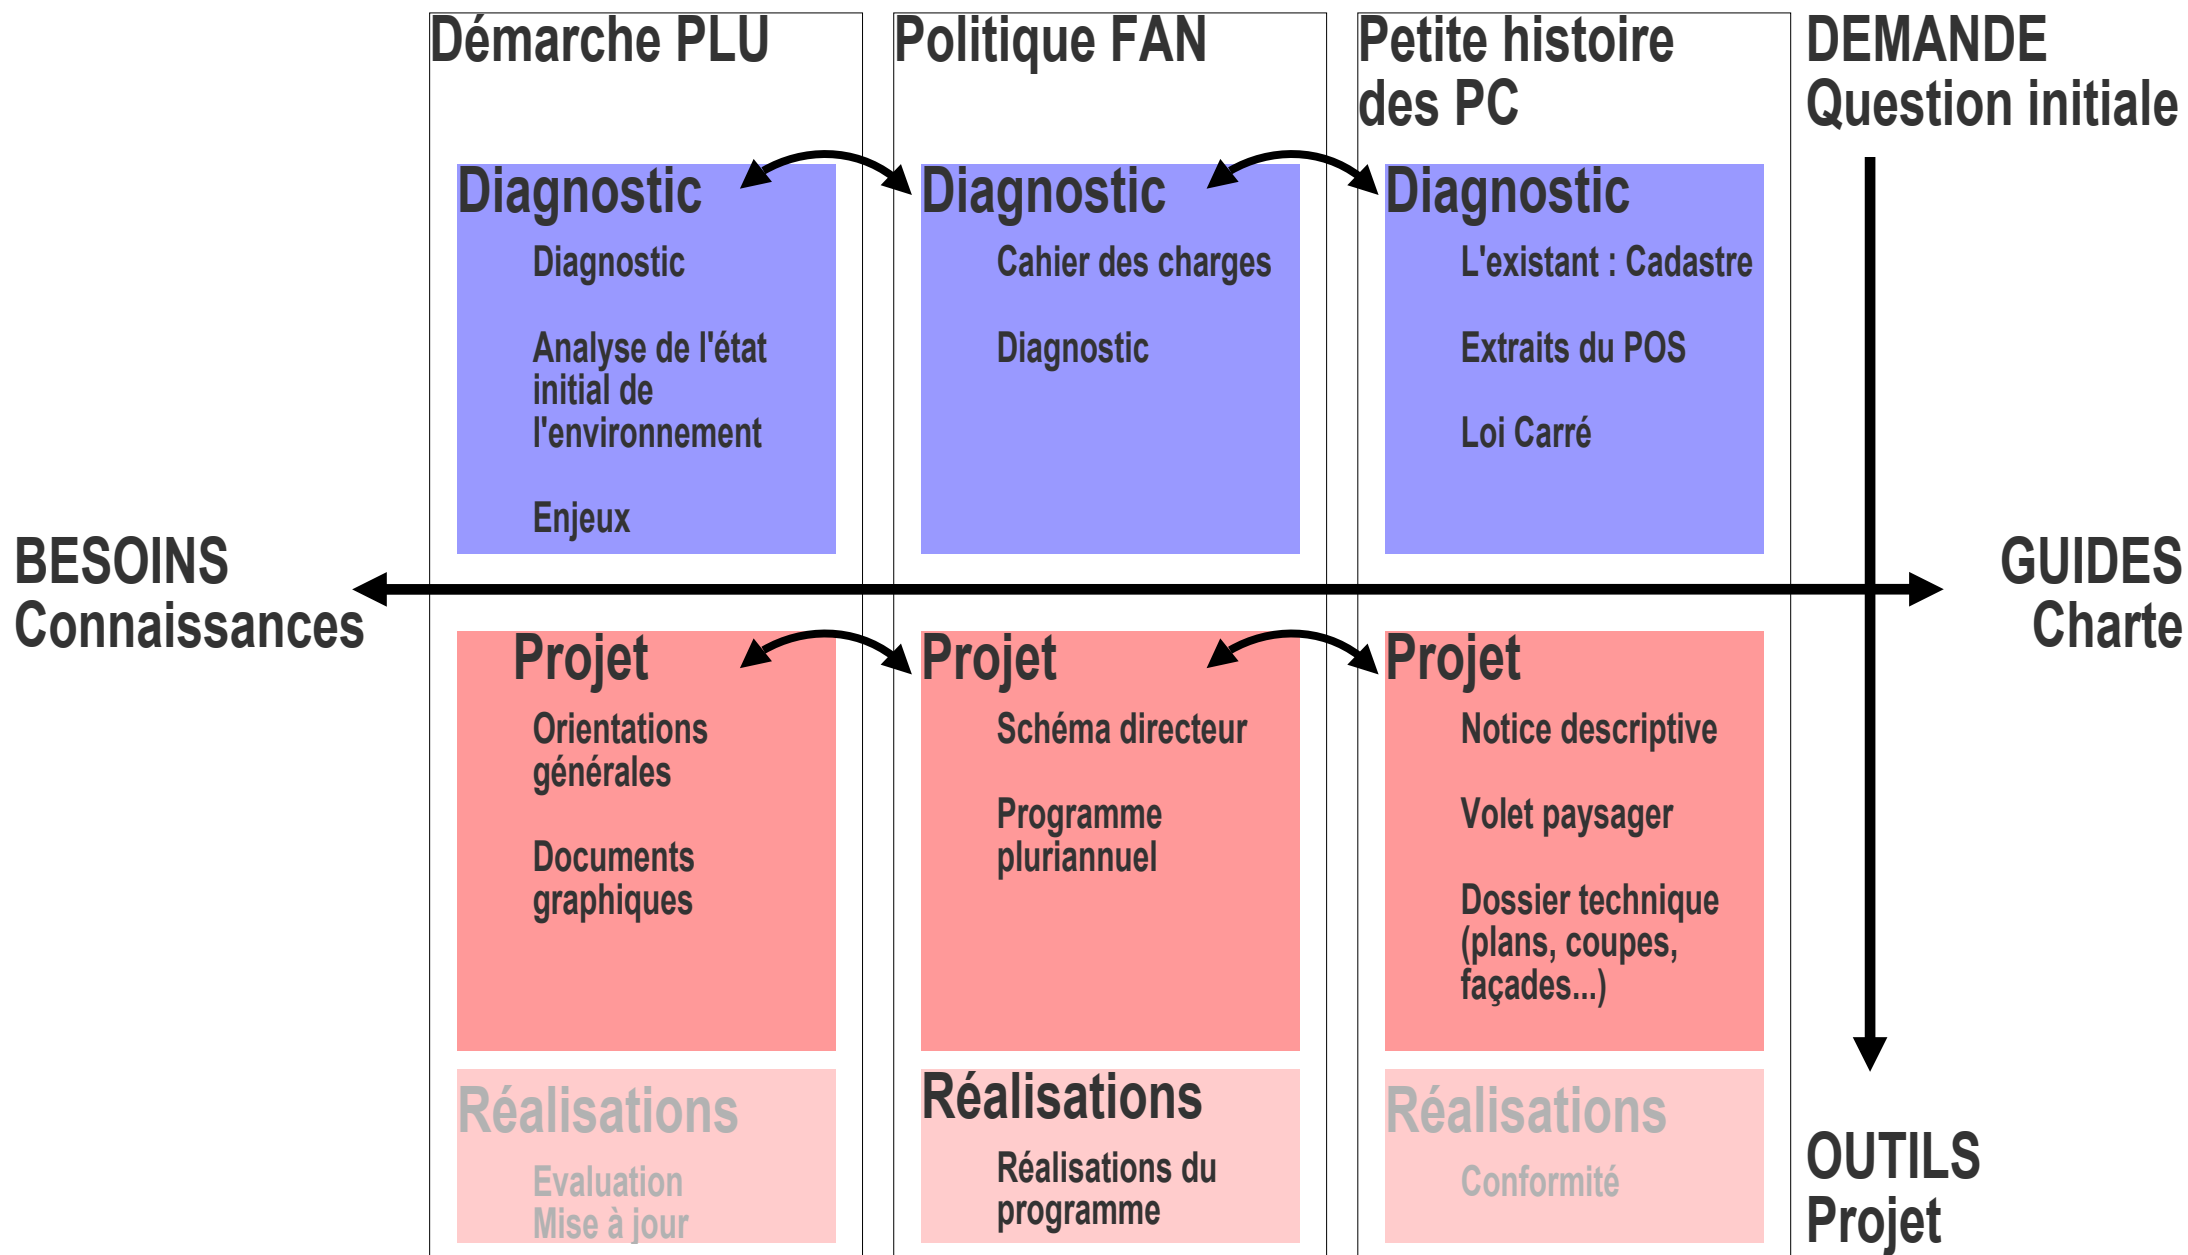 Démarche PLU
Diagnostic
Diagnostic
Analyse de l'état
initial de
l'environnement
Enjeux
Projet
Orientations
générales
Documents
graphiques
Réalisations
Evaluation
Mise à jour
Politique FAN
Diagnostic
Cahier des charges
Diagnostic
Projet
Schéma directeur
Programme
pluriannuel
Réalisations
Réalisations du
programme
Petite histoire
des PC
Diagnostic
L'existant : Cadastre
Extraits du POS
Loi Carré
Projet
Notice descriptive
Volet paysager
Dossier technique
(plans, coupes,
façades...)
Réalisations
Conformité
DEMANDE
Question initiale
BESOINS
Connaissances
GUIDES
Charte
OUTILS
Projet